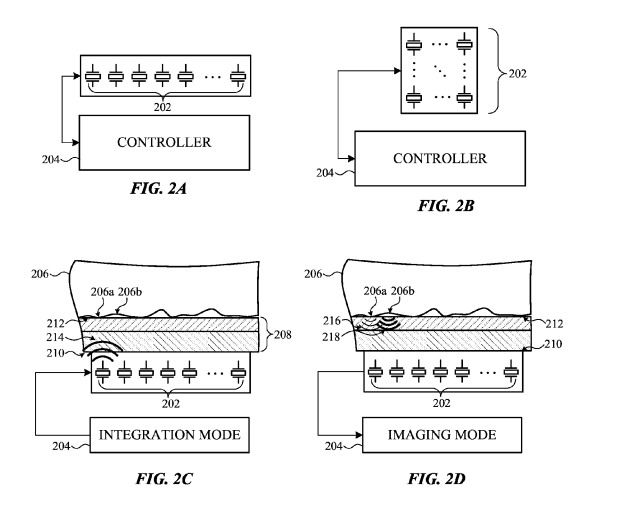 202
CONTROLLER
204
FIG. 2A
202
CONTROLLER
204
FIG. 2B
206
206a 206b
212
214
208
210
202
INTEGRATION MODE
204
FIG. 2C
206
206a 206b
216
212
218
210
202
IMAGING MODE
204
FIG. 2D